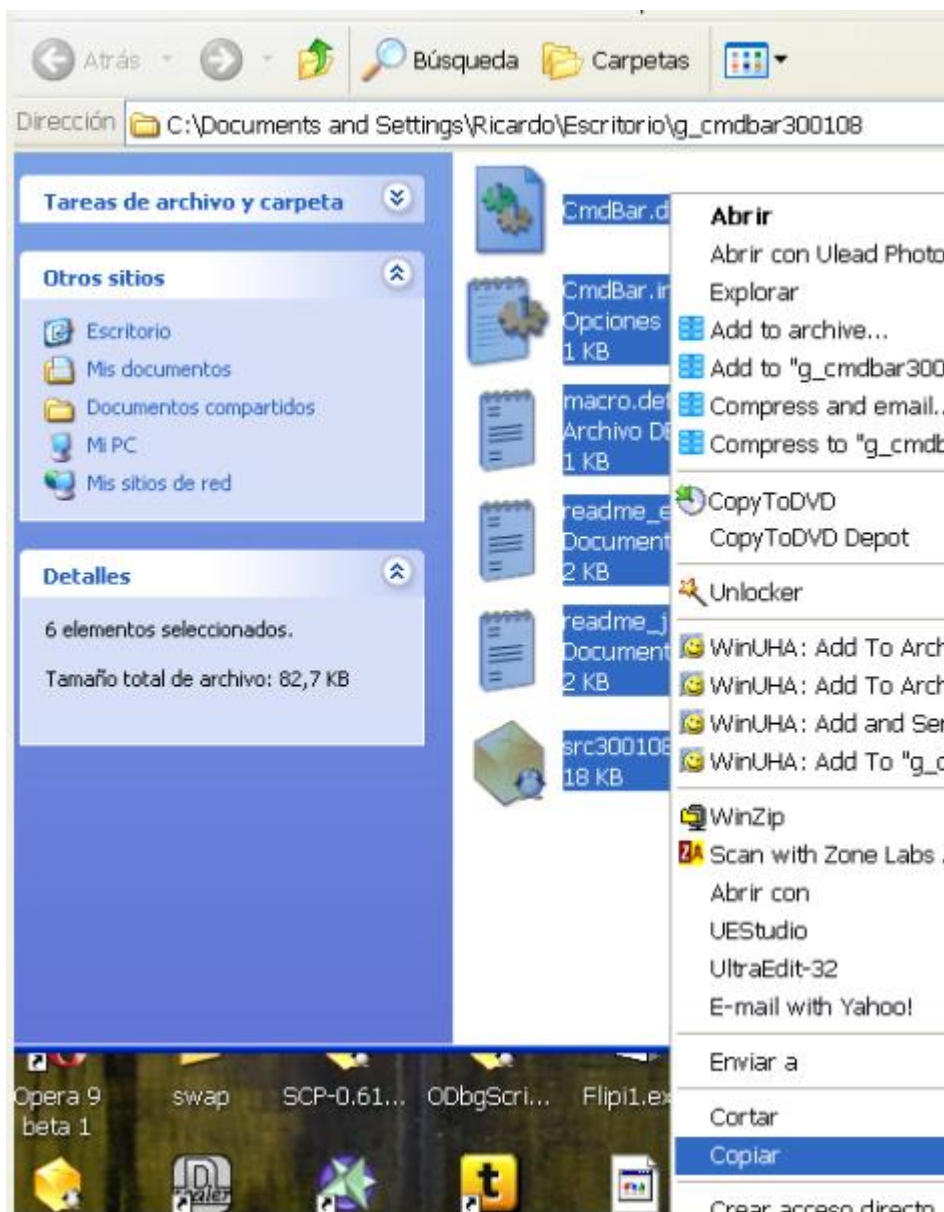 Atrás
Búsqueda
Carpetas
Dirección
C:\Documents and Settings\Ricardo\Escritorio\g_cmdbar300108
Tareas de archivo y carpeta
Otros sitios
Escritorio
Mis documentos
Documentos compartidos
Mi PC
Mis sitios de red
Detalles
6 elementos seleccionados.
Tamaño total de archivo: 82,7 KB
CmdBar.d
CmdBar.in
Opciones
1 KB
macro.def
Archivo DE
1 KB
readme_e
Document
2 KB
readme_j
Document
2 KB
src300108
18 KB
Abrir
Abrir con Ulead Photo
Explorar
Add to archive...
Add to "g_cmdbar300
Compress and email..
Compress to "g_cmdb
CopyToDVD
CopyToDVD Depot
Unlocker
WinUHA: Add To Arch
WinUHA: Add To Arch
WinUHA: Add and Ser
WinUHA: Add To "g_c
WinZip
ZA
Scan with Zone Labs
Abrir con
UEStudio
UltraEdit-32
E-mail with Yahoo!
Enviar a
Cortar
Copiar
Crear acceso directo
Opera 9
beta 1
swap
SCP-0.61...
ODbgScri...
Flipi1.ex
t